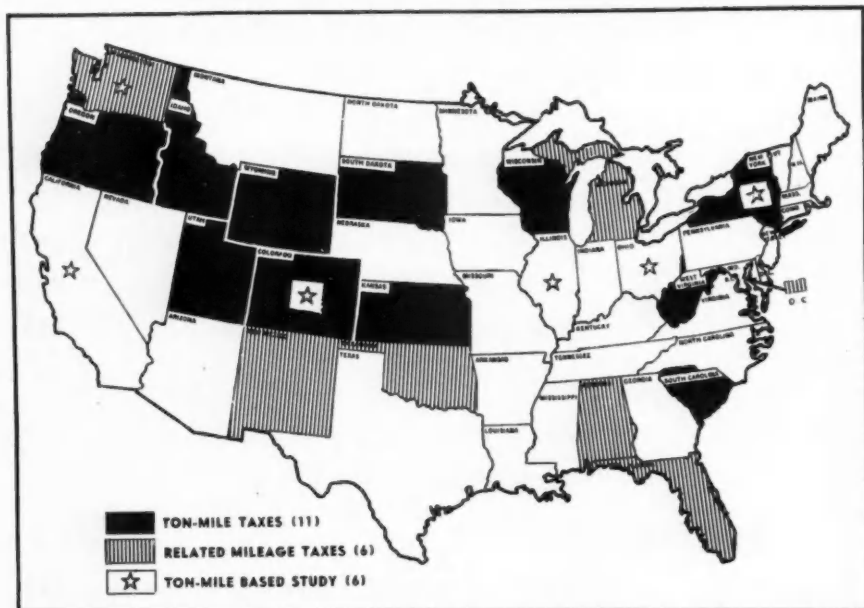 MONTANA
NORTH DAKOTA
MINNESOTA
MAINE
OREGON
IDAHO
WYOMING
SOUTH DAKOTA
WISCONSIN
NEW YORK
VT.
MASS.
CALIFORNIA
NEVADA
UTAH
NEBRASKA
IOWA
ILLINOIS
INDIANA
OHIO
PENNSYLVANIA
COLORADO
KANSAS
MISSOURI
WEST VIRGINIA
VIRGINIA
D. C.
KENTUCKY
ARIZONA
TEXAS
ARKANSAS
TENNESSEE
NORTH CAROLINA
SOUTH CAROLINA
MISSISSIPPI
GEORGIA
LOUISIANA
TON-MILE TAXES (11)
RELATED MILEAGE TAXES (6)
TON-MILE BASED STUDY (6)